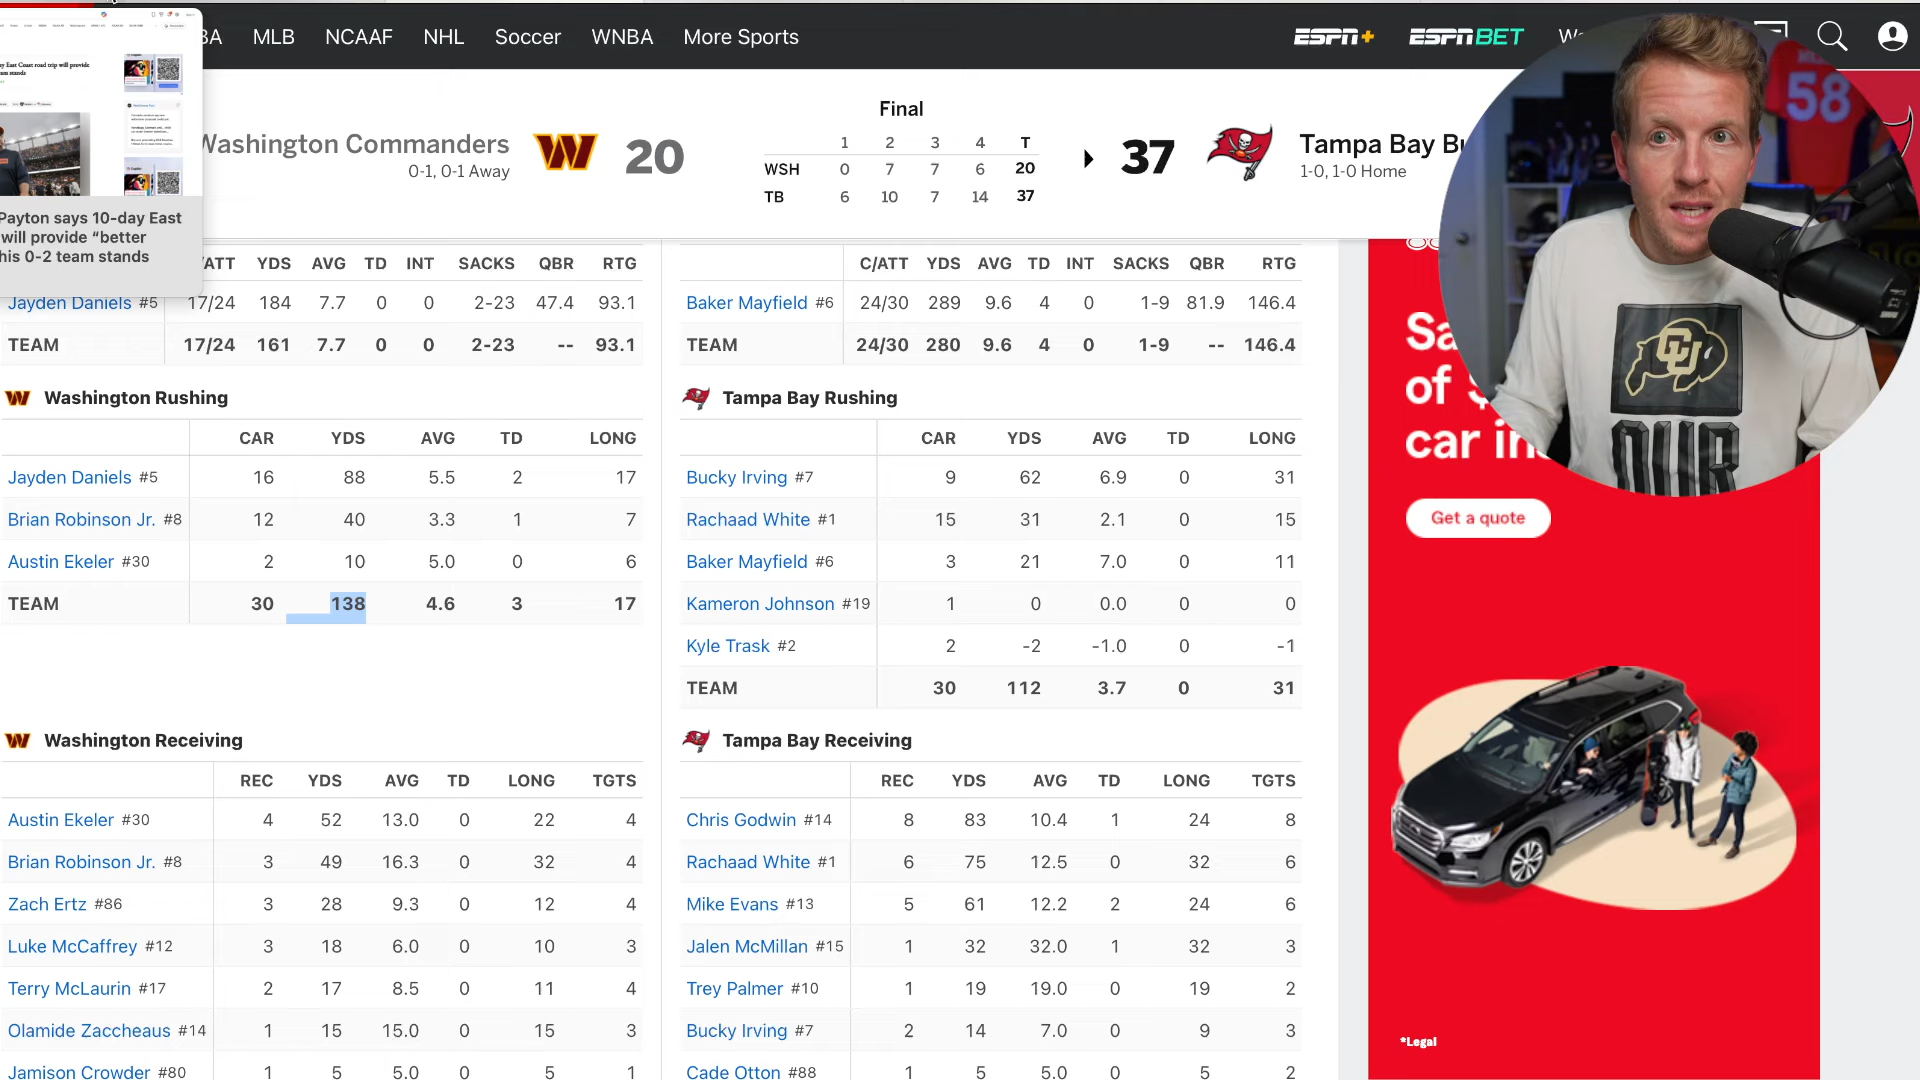 BA MLB NCAAF NHL Soccer WNBA More Sports ESPN+ ESPN BET
y East Coast road trip will provide
am stands
Payton says 10-day East
will provide “better
his 0-2 team stands
Final
Washington Commanders
0-1, 0-1 Away
20
1 2 3 4 T
WSH 0 7 7 6 20
TB 6 10 7 14 37
37
Tampa Bay Bu
1-0, 1-0 Home
/ATT YDS AVG TD INT SACKS QBR RTG
Jayden Daniels #5 17/24 184 7.7 0 0 2-23 47.4 93.1
TEAM 17/24 161 7.7 0 0 2-23 -- 93.1
C/ATT YDS AVG TD INT SACKS QBR RTG
Baker Mayfield #6 24/30 289 9.6 4 0 1-9 81.9 146.4
TEAM 24/30 280 9.6 4 0 1-9 -- 146.4
Washington Rushing
CAR YDS AVG TD LONG
Jayden Daniels #5 16 88 5.5 2 17
Brian Robinson Jr. #8 12 40 3.3 1 7
Austin Ekeler #30 2 10 5.0 0 6
TEAM 30 138 4.6 3 17
Tampa Bay Rushing
CAR YDS AVG TD LONG
Bucky Irving #7 9 62 6.9 0 31
Rachaad White #1 15 31 2.1 0 15
Baker Mayfield #6 3 21 7.0 0 11
Kameron Johnson #19 1 0 0.0 0 0
Kyle Trask #2 2 -2 -1.0 0 -1
TEAM 30 112 3.7 0 31
Washington Receiving
REC YDS AVG TD LONG TGTS
Austin Ekeler #30 4 52 13.0 0 22 4
Brian Robinson Jr. #8 3 49 16.3 0 32 4
Zach Ertz #86 3 28 9.3 0 12 4
Luke McCaffrey #12 3 18 6.0 0 10 3
Terry McLaurin #17 2 17 8.5 0 11 4
Olamide Zaccheaus #14 1 15 15.0 0 15 3
Jamison Crowder #80 1 5 5.0 0 5 1
Tampa Bay Receiving
REC YDS AVG TD LONG TGTS
Chris Godwin #14 8 83 10.4 1 24 8
Rachaad White #1 6 75 12.5 0 32 6
Mike Evans #13 5 61 12.2 2 24 6
Jalen McMillan #15 1 32 32.0 1 32 3
Trey Palmer #10 1 19 19.0 0 19 2
Bucky Irving #7 2 14 7.0 0 9 3
Cade Otton #88 1 5 5.0 0 5 2
58
CU
OUR
Sa
of $
car in
Get a quote
*Legal